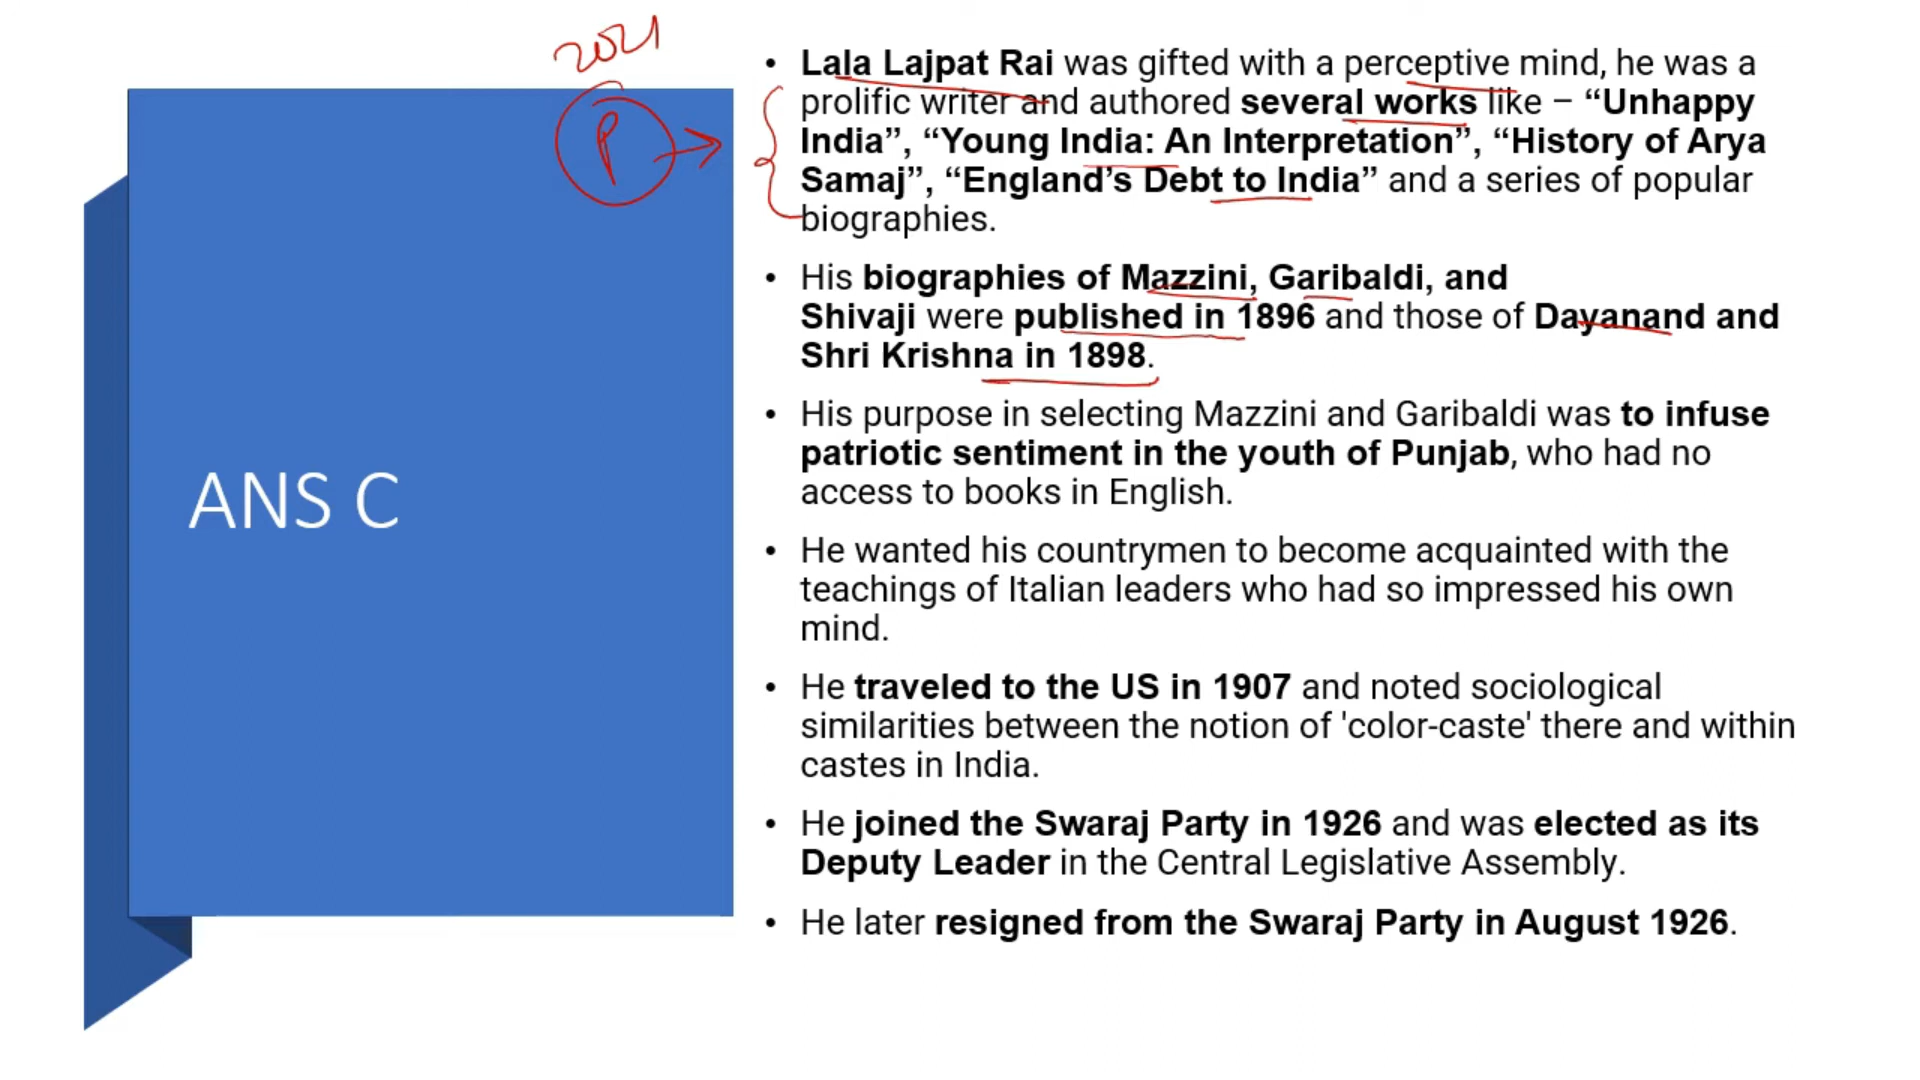 2021
P
ANS C
• Lala Lajpat Rai was gifted with a perceptive mind, he was a
prolific writer and authored several works like – “Unhappy
India”, “Young India: An Interpretation”, “History of Arya
Samaj”, “England’s Debt to India” and a series of popular
biographies.
• His biographies of Mazzini, Garibaldi, and
Shivaji were published in 1896 and those of Dayanand and
Shri Krishna in 1898.
• His purpose in selecting Mazzini and Garibaldi was to infuse
patriotic sentiment in the youth of Punjab, who had no
access to books in English.
• He wanted his countrymen to become acquainted with the
teachings of Italian leaders who had so impressed his own
mind.
• He traveled to the US in 1907 and noted sociological
similarities between the notion of 'color-caste' there and within
castes in India.
• He joined the Swaraj Party in 1926 and was elected as its
Deputy Leader in the Central Legislative Assembly.
• He later resigned from the Swaraj Party in August 1926.